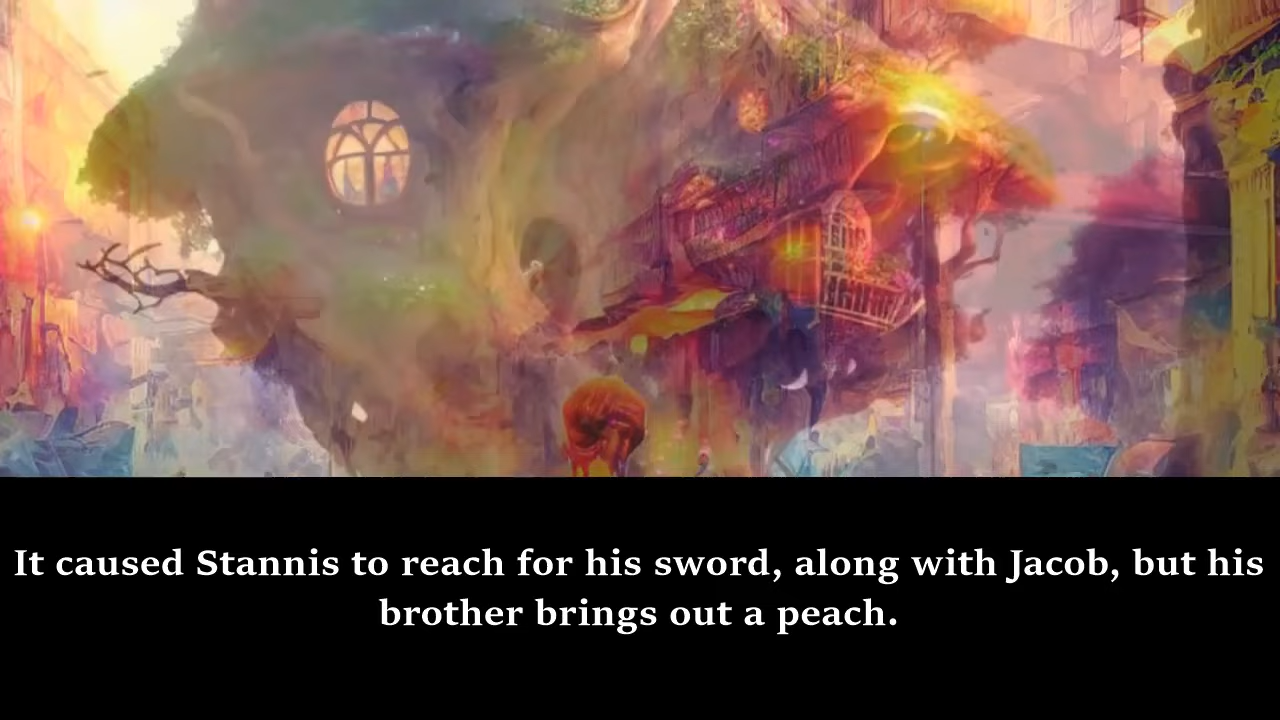 It caused Stannis to reach for his sword, along with Jacob, but his
brother brings out a peach.